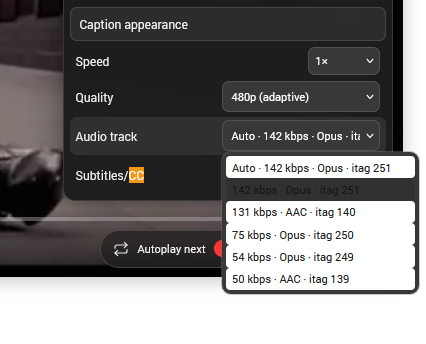 Caption appearance
Speed
1×
Quality
480p (adaptive)
Audio track
Auto · 142 kbps · Opus · ita
Subtitles/CC
Auto · 142 kbps · Opus · itag 251
142 kbps · Opus · itag 251
131 kbps · AAC · itag 140
75 kbps · Opus · itag 250
54 kbps · Opus · itag 249
50 kbps · AAC · itag 139
Autoplay next